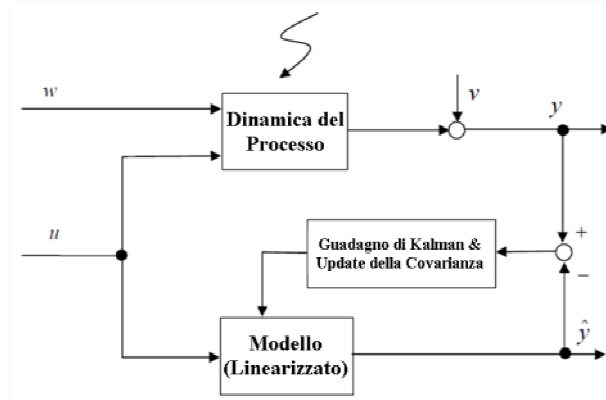 w
Dinamica del
Processo
v
y
u
Guadagno di Kalman &
Update della Covarianza
+
−
Modello
(Linearizzato)
ŷ